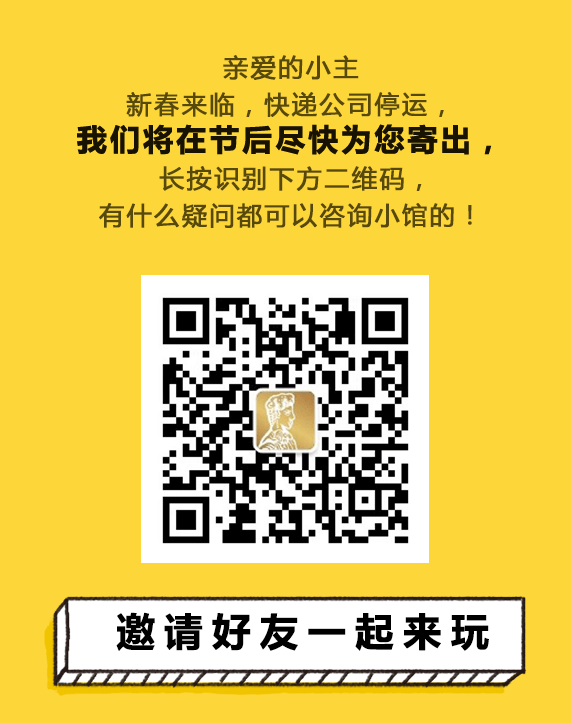 亲爱的小主
新春来临，快递公司停运，
我们将在节后尽快为您寄出，
长按识别下方二维码，
有什么疑问都可以咨询小馆的！
邀请好友一起来玩